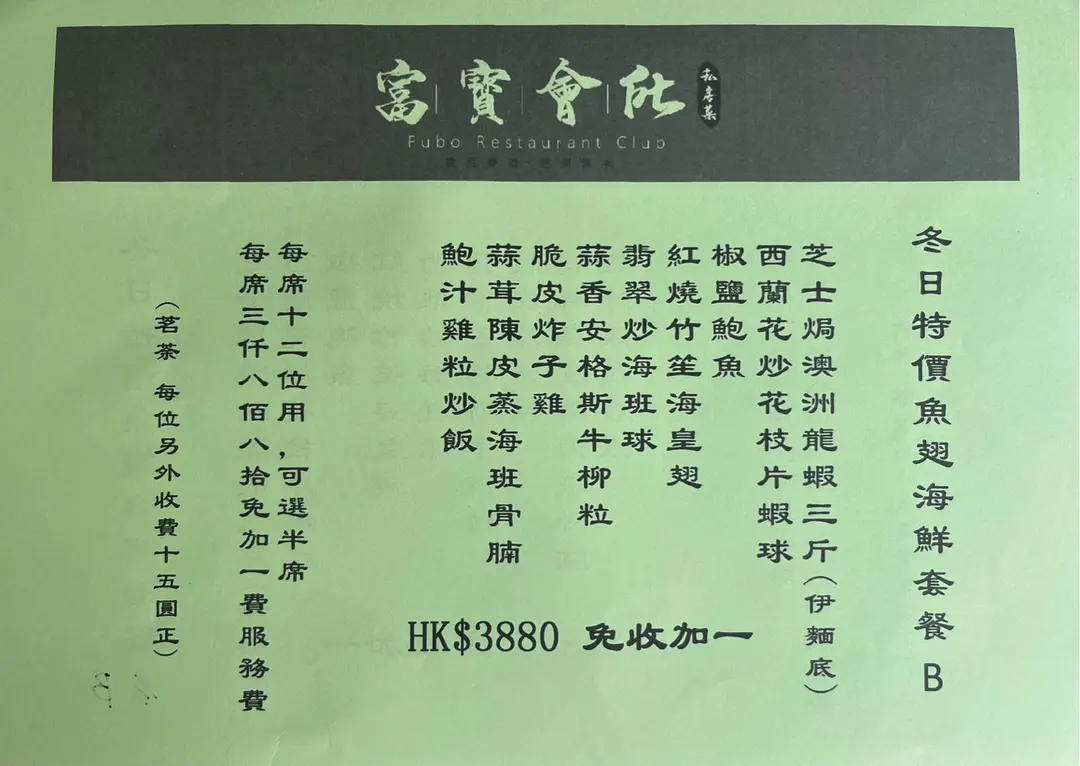 富寶會所
私房菜
Fubo Restaurant Club
冬日特價魚翅海鮮套餐 B
芝士焗澳洲龍蝦三斤(伊麵底)
西蘭花炒花枝片蝦球
椒鹽鮑魚
紅燒竹笙海皇翅
翡翠炒海班球
蒜香安格斯牛柳粒
脆皮炸子雞
蒜茸陳皮蒸海班骨腩
鮑汁雞粒炒飯
HK$3880 免收加一
每席十二位用,可選半席
每席三仟八佰八拾免加一費服務費
(茗茶 每位另外收費十五圓正)